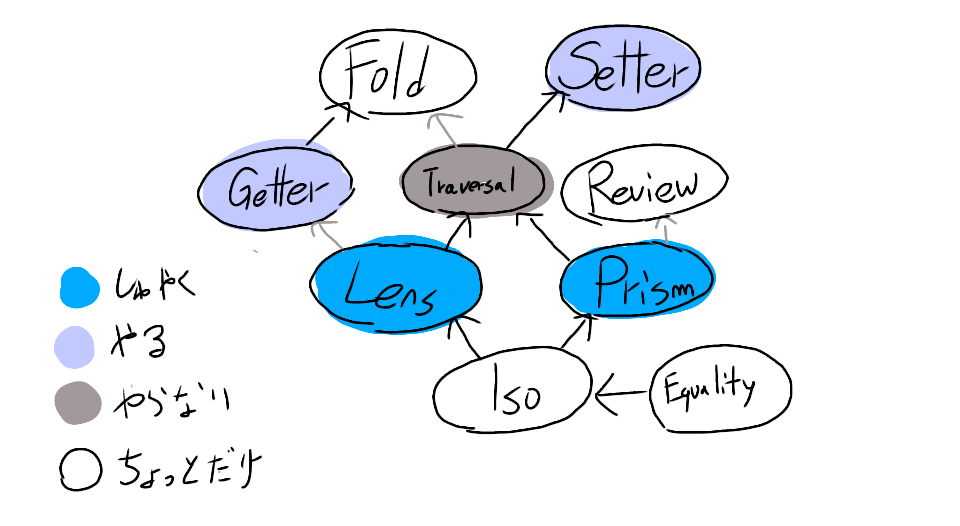 Fold
Setter
Getter
Traversal
Review
Lens
Prism
Iso
Equality
しゅやく
やる
やらない
ちょっとだけ